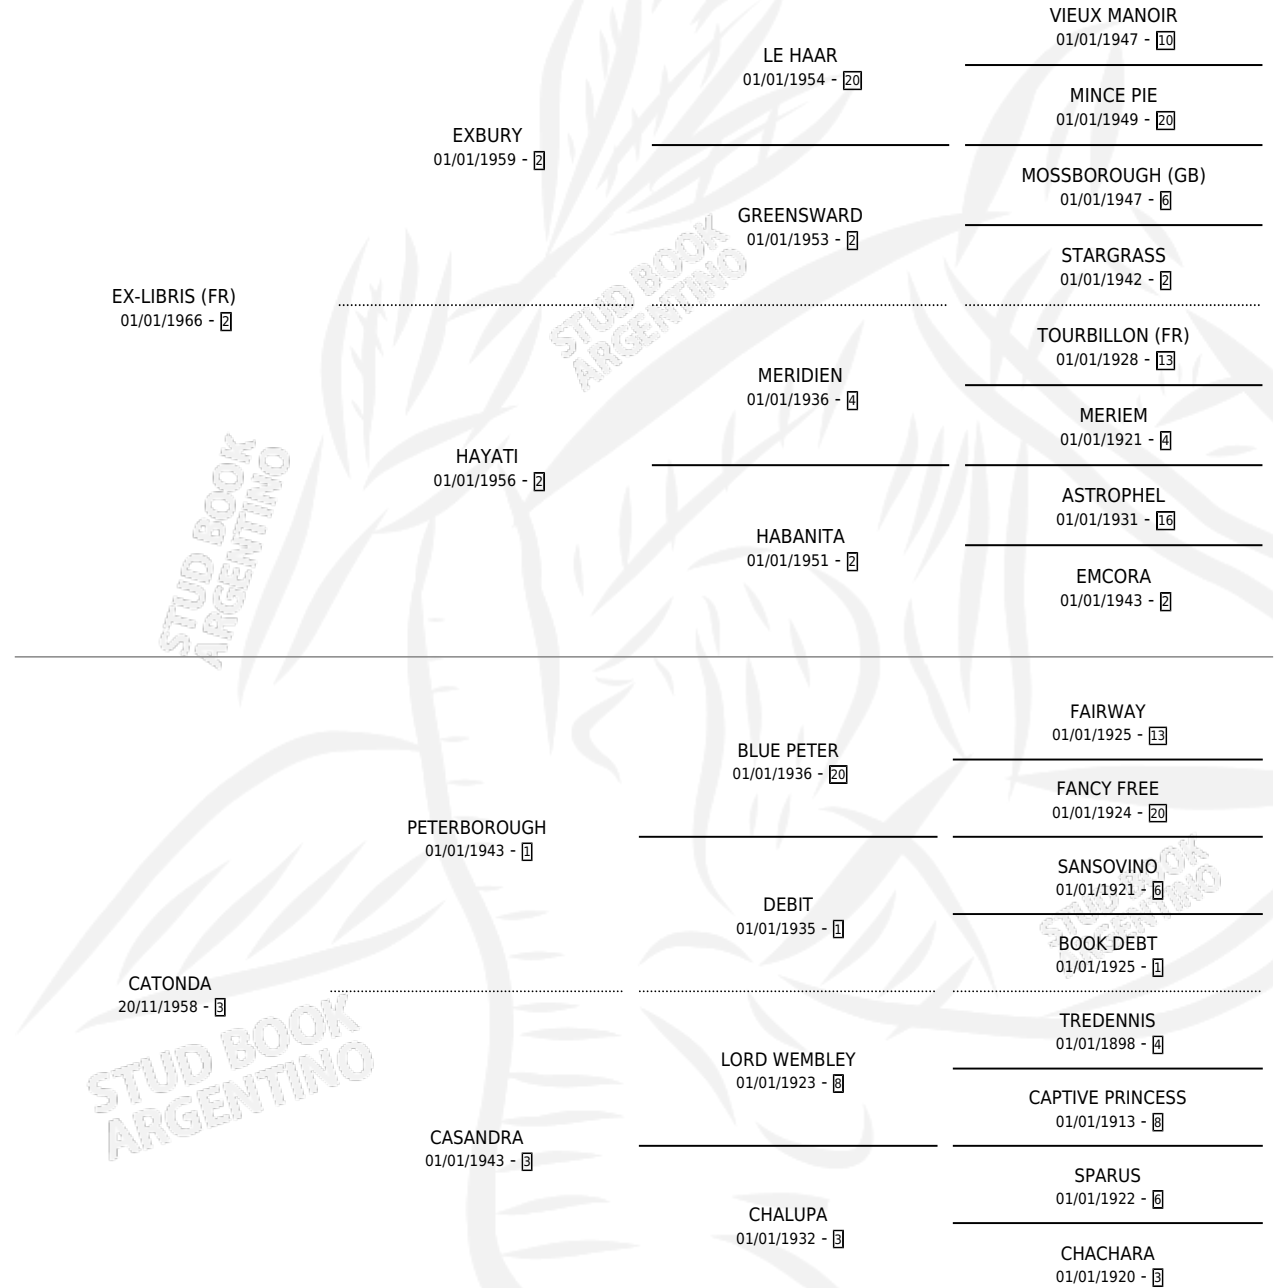 VIEUX MANOIR
01/01/1947 - 10
LE HAAR
01/01/1954 - 20
MINCE PIE
01/01/1949 - 20
EXBURY
01/01/1959 - 2
MOSSBOROUGH (GB)
01/01/1947 - 6
GREENSWARD
01/01/1953 - 2
STARGRASS
01/01/1942 - 2
EX-LIBRIS (FR)
01/01/1966 - 2
TOURBILLON (FR)
01/01/1928 - 13
MERIDIEN
01/01/1936 - 4
MERIEM
01/01/1921 - 4
HAYATI
01/01/1956 - 2
ASTROPHEL
01/01/1931 - 16
HABANITA
01/01/1951 - 2
EMCORA
01/01/1943 - 2
STUD BOOK
ARGENTINO
STUD BOOK
ARGENTINO
FAIRWAY
01/01/1925 - 13
BLUE PETER
01/01/1936 - 20
FANCY FREE
01/01/1924 - 20
PETERBOROUGH
01/01/1943 - 1
SANSOVINO
01/01/1921 - 6
DEBIT
01/01/1935 - 1
BOOK DEBT
01/01/1925 - 1
STUD BOOK
ARGENTINO
CATONDA
20/11/1958 - 3
TREDENNIS
01/01/1898 - 4
LORD WEMBLEY
01/01/1923 - 8
CAPTIVE PRINCESS
01/01/1913 - 8
STUD BOOK
ARGENTINO
CASANDRA
01/01/1943 - 3
SPARUS
01/01/1922 - 6
CHALUPA
01/01/1932 - 3
CHACHARA
01/01/1920 - 3